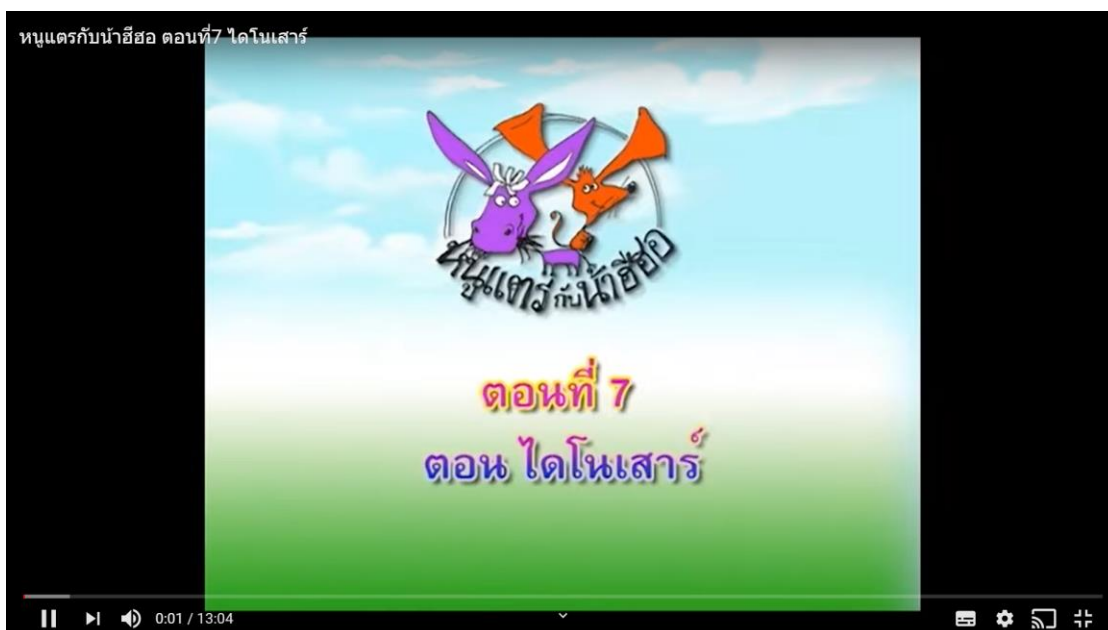 หนูแตรกับน้าฮีฮอ ตอนที่7 ไดโนเสาร์
หนูแตรกับน้าฮีฮอ
ตอนที่ 7
ตอน ไดโนเสาร์
0:01 / 13:04